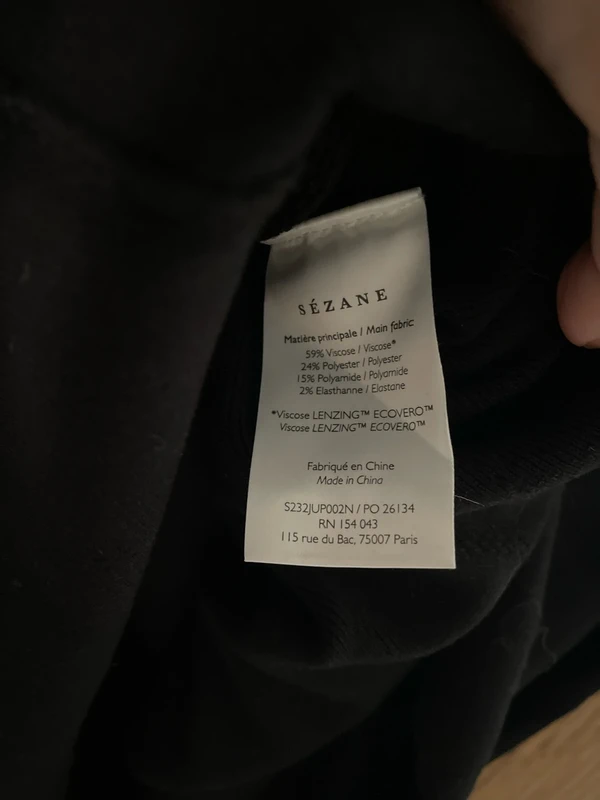 SÉZANE
Matière principale / Main fabric
59% Viscose / Viscose*
24% Polyester / Polyester
15% Polyamide / Polyamide
2% Elasthanne / Elastane
*Viscose LENZING™ ECOVERO™
Viscose LENZING™ ECOVERO™
Fabriqué en Chine
Made in China
S232JUP002N / PO 26134
RN 154 043
115 rue du Bac, 75007 Paris